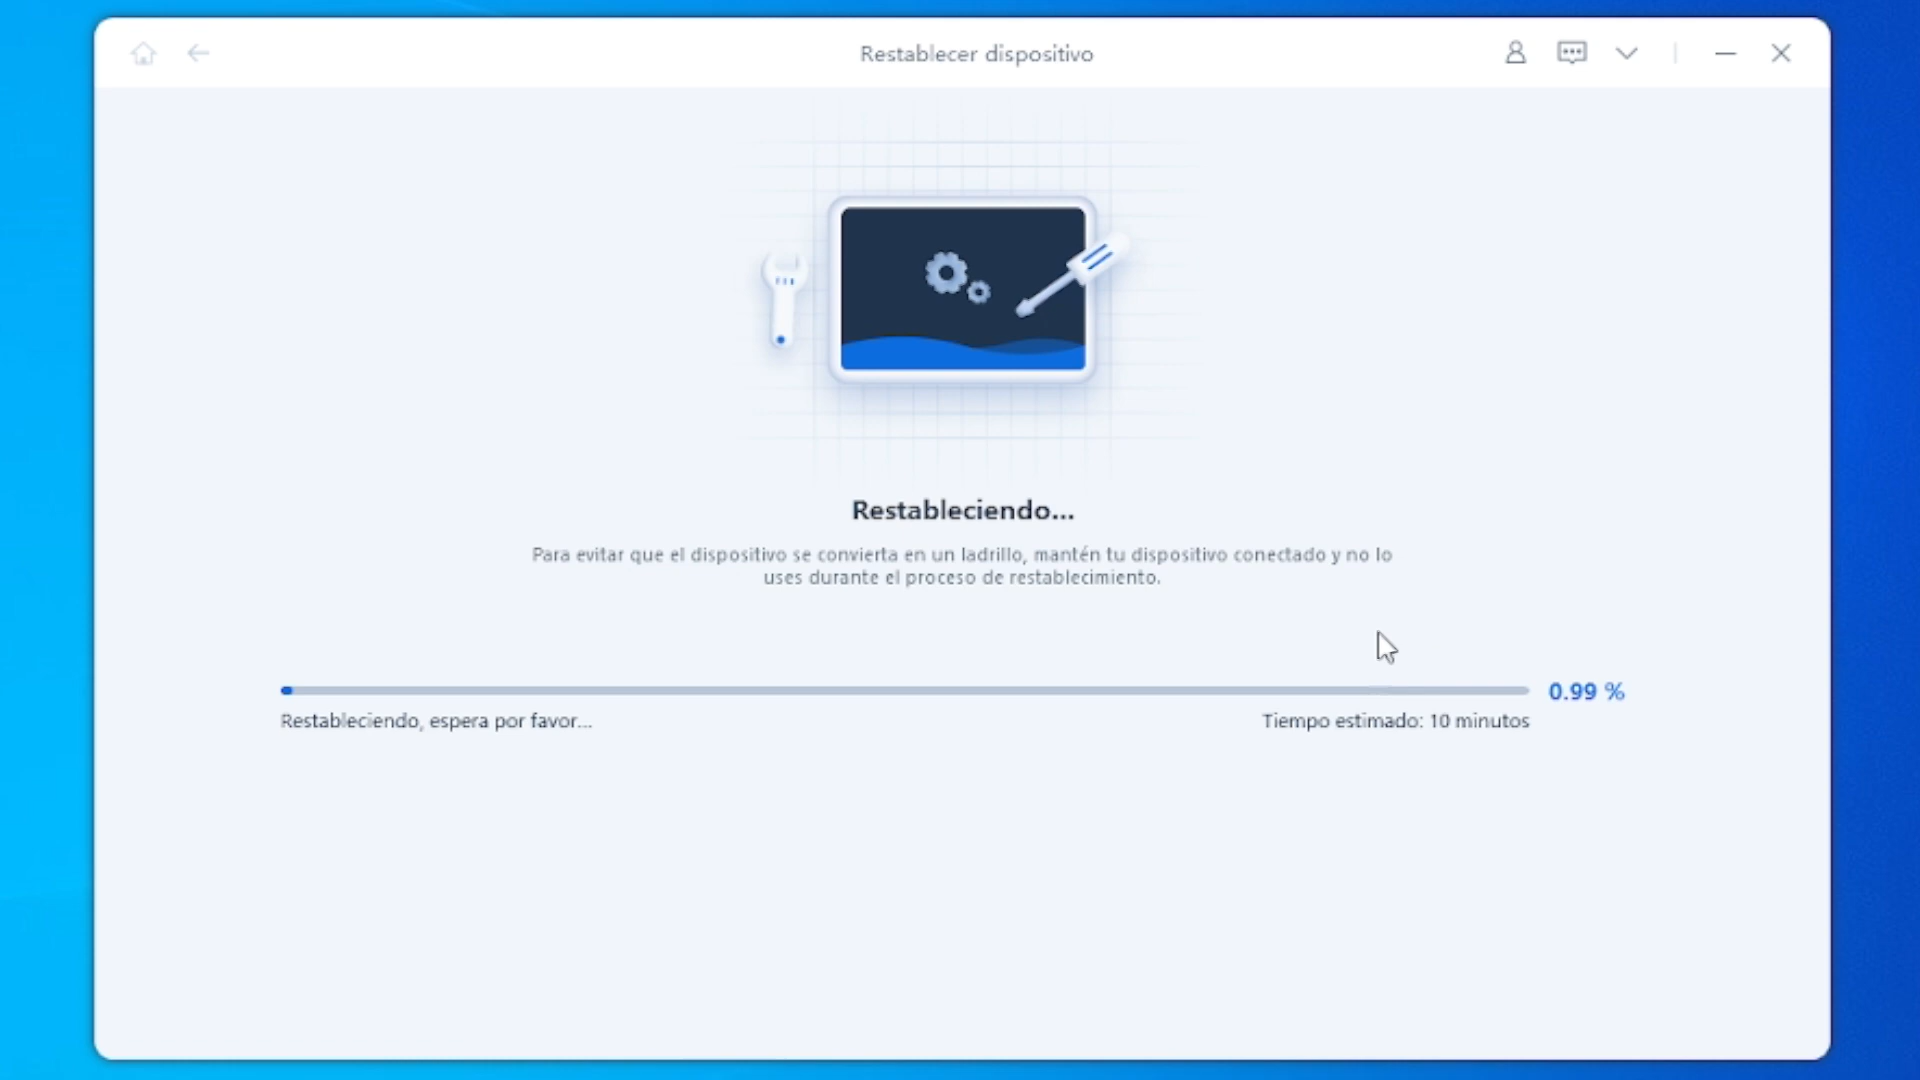 Restablecer dispositivo
Restableciendo...
Para evitar que el dispositivo se convierta en un ladrillo, mantén tu dispositivo conectado y no lo
uses durante el proceso de restablecimiento.
0.99 %
Restableciendo, espera por favor...
Tiempo estimado: 10 minutos